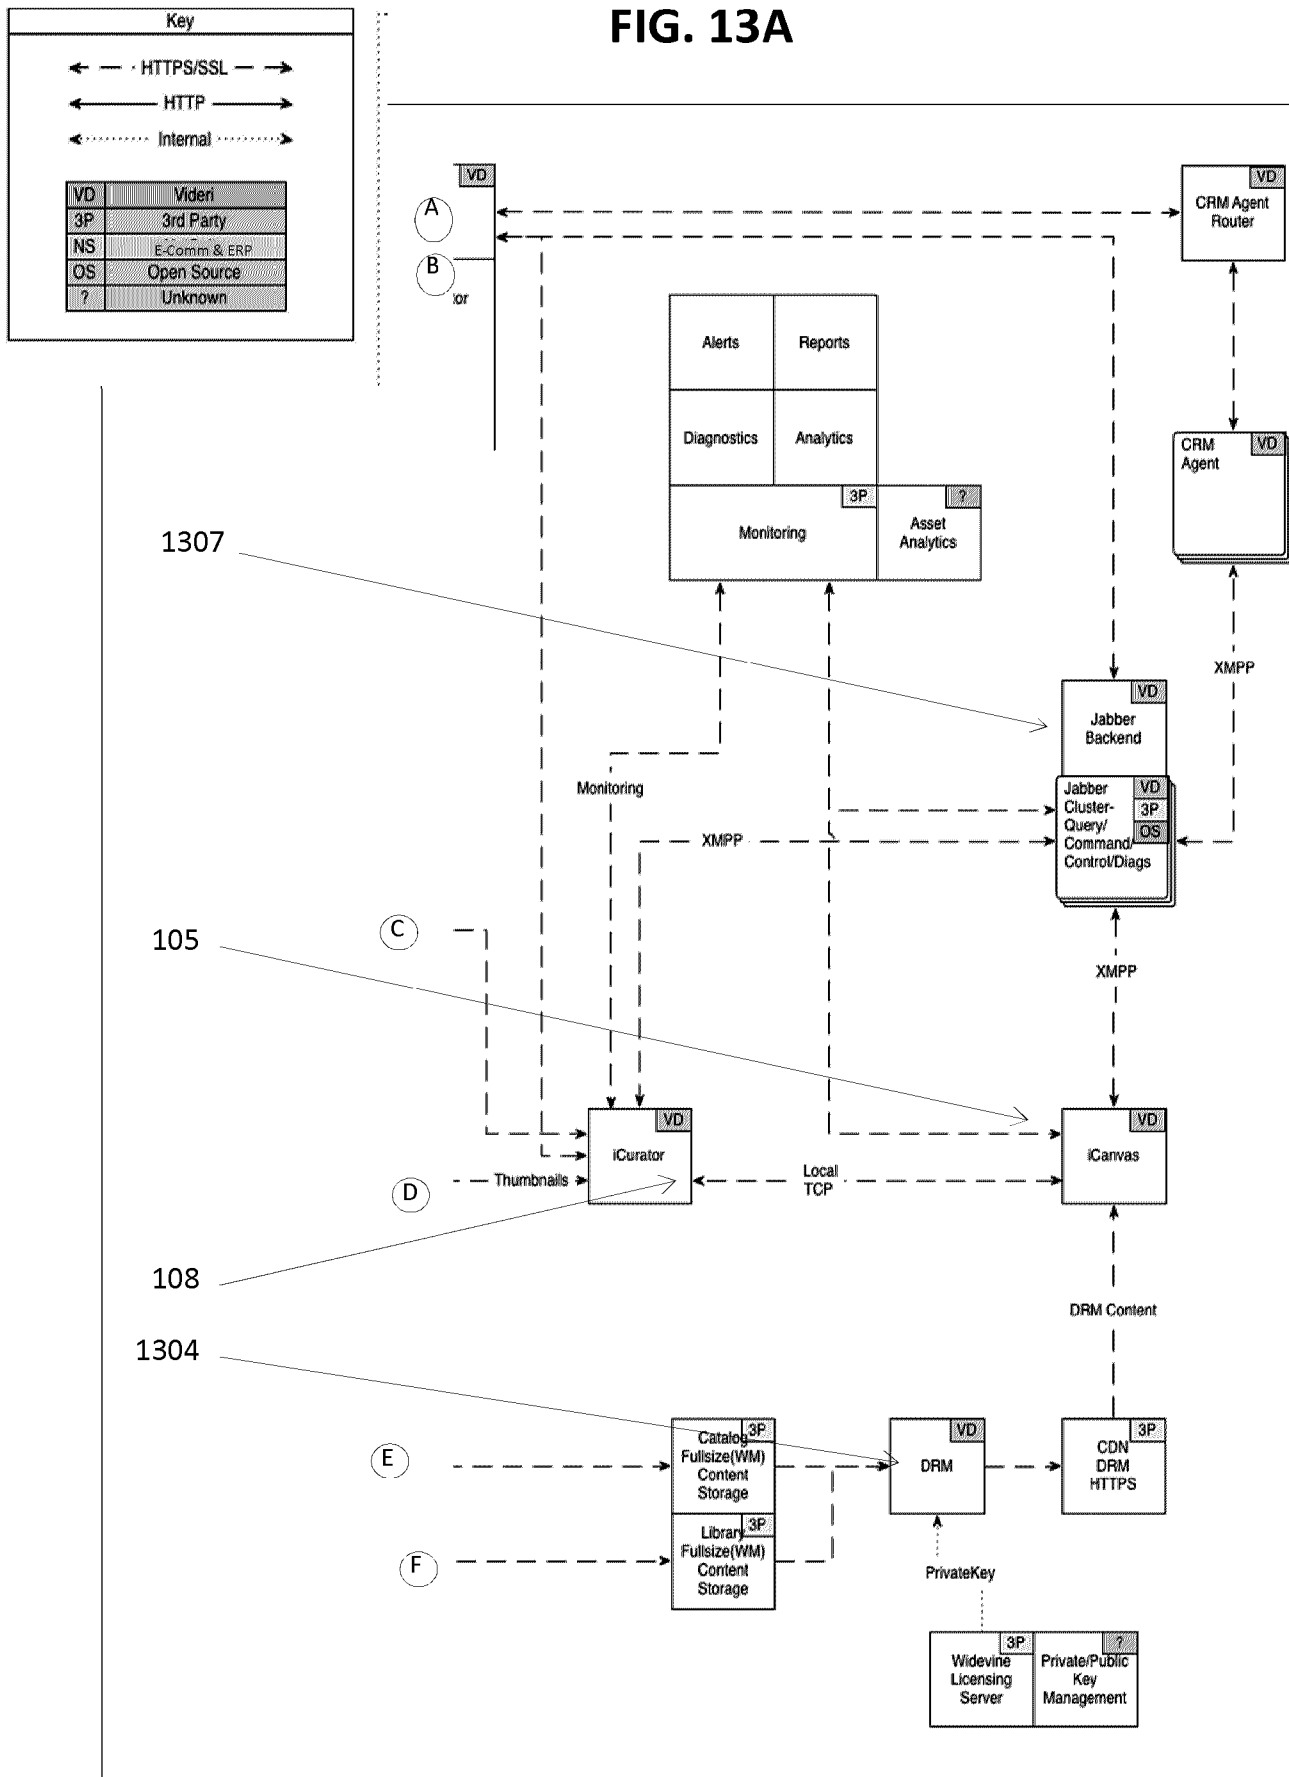 FIG. 13A
Key
HTTPS/SSL
HTTP
Internal
VD Videri
3P 3rd Party
NS E-Comm & ERP
OS Open Source
? Unknown
VD
A
B
tor
VD
CRM Agent
Router
Alerts
Reports
Diagnostics
Analytics
3P
Monitoring
?
Asset
Analytics
CRM
Agent
VD
1307
XMPP
VD
Jabber
Backend
Monitoring
Jabber
Cluster-
Query/
Command/
Control/Diags
VD
3P
OS
XMPP
C
105
XMPP
VD
iCurator
VD
iCanvas
D
Thumbnails
Local
TCP
108
DRM Content
1304
E
3P
Catalog
Fullsize(WM)
Content
Storage
VD
DRM
3P
CDN
DRM
HTTPS
F
3P
Library
Fullsize(WM)
Content
Storage
PrivateKey
3P
Widevine
Licensing
Server
?
Private/Public
Key
Management